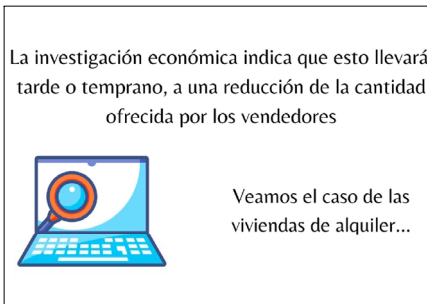 La investigación económica indica que esto llevará
tarde o temprano, a una reducción de la cantidad
ofrecida por los vendedores
Veamos el caso de las
viviendas de alquiler...